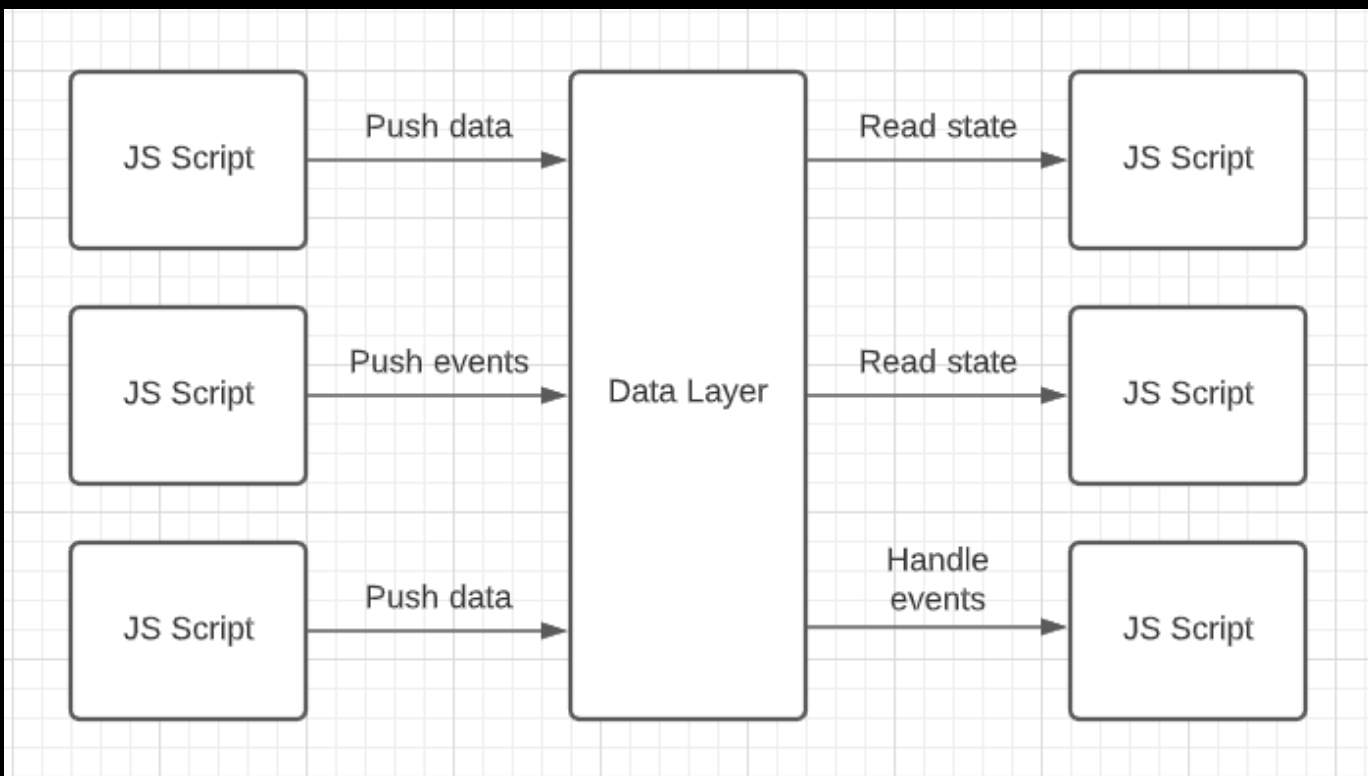 JS Script
Push data
Read state
JS Script
JS Script
Push events
Data Layer
Read state
JS Script
JS Script
Push data
Handle
events
JS Script